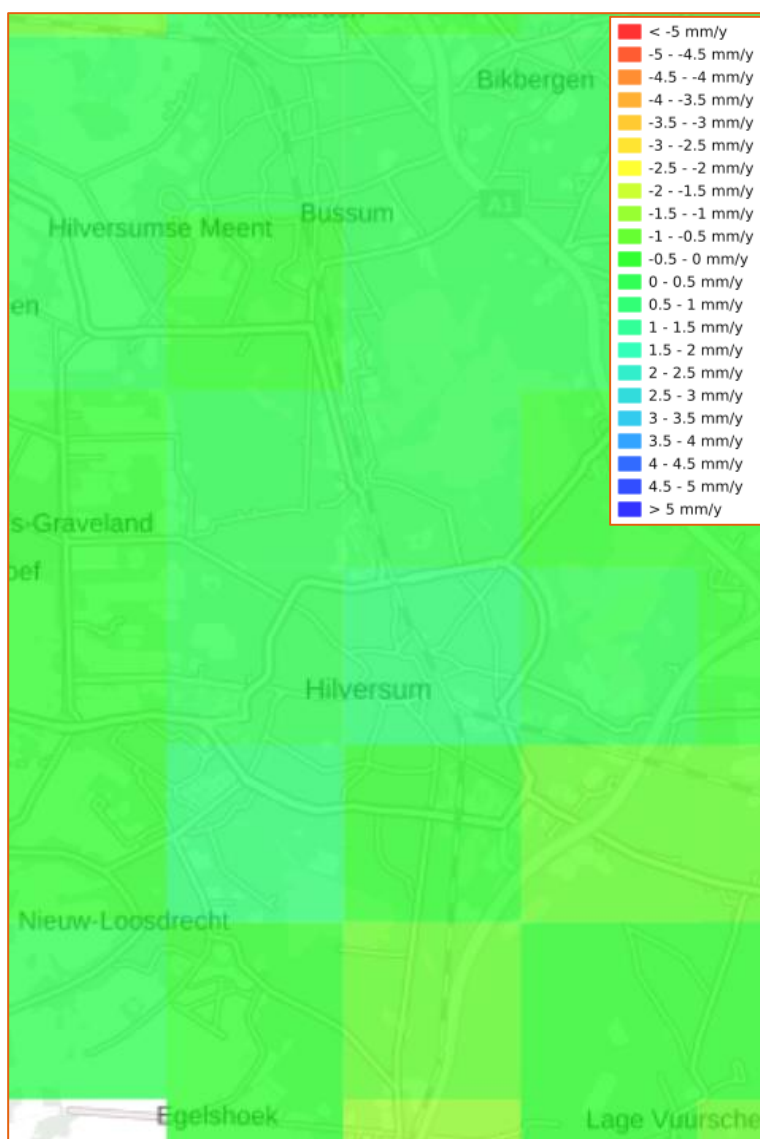 Bikbergen
Bussum
A1
Hilversumse Meent
en
s-Graveland
oef
Hilversum
Nieuw-Loosdrecht
Egelshoek
Lage Vuursche
< -5 mm/y
-5 - -4.5 mm/y
-4.5 - -4 mm/y
-4 - -3.5 mm/y
-3.5 - -3 mm/y
-3 - -2.5 mm/y
-2.5 - -2 mm/y
-2 - -1.5 mm/y
-1.5 - -1 mm/y
-1 - -0.5 mm/y
-0.5 - 0 mm/y
0 - 0.5 mm/y
0.5 - 1 mm/y
1 - 1.5 mm/y
1.5 - 2 mm/y
2 - 2.5 mm/y
2.5 - 3 mm/y
3 - 3.5 mm/y
3.5 - 4 mm/y
4 - 4.5 mm/y
4.5 - 5 mm/y
> 5 mm/y